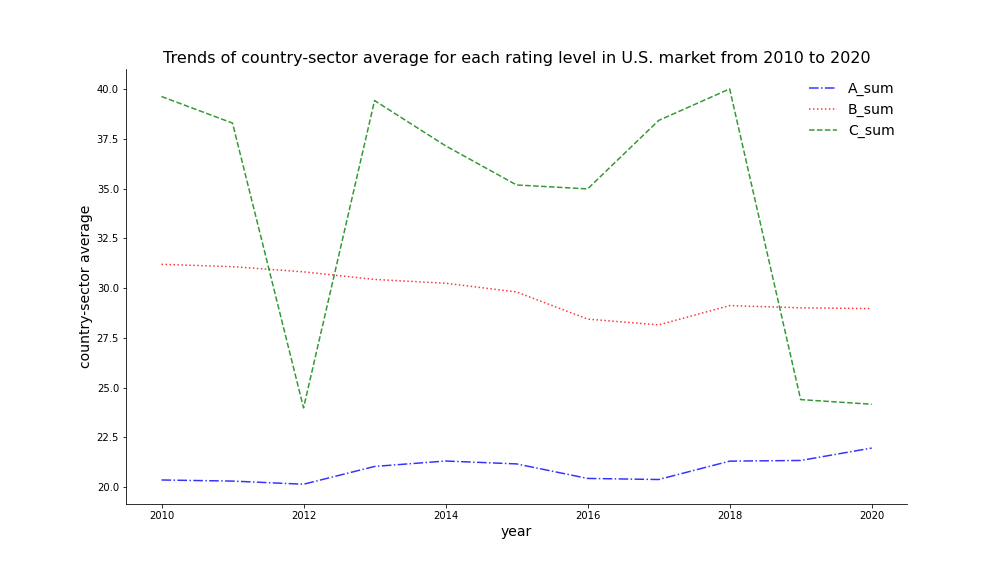 Trends of country-sector average for each rating level in U.S. market from 2010 to 2020
A_sum
B_sum
C_sum
country-sector average
40.0
37.5
35.0
32.5
30.0
27.5
25.0
22.5
20.0
2010 2012 2014 2016 2018 2020
year